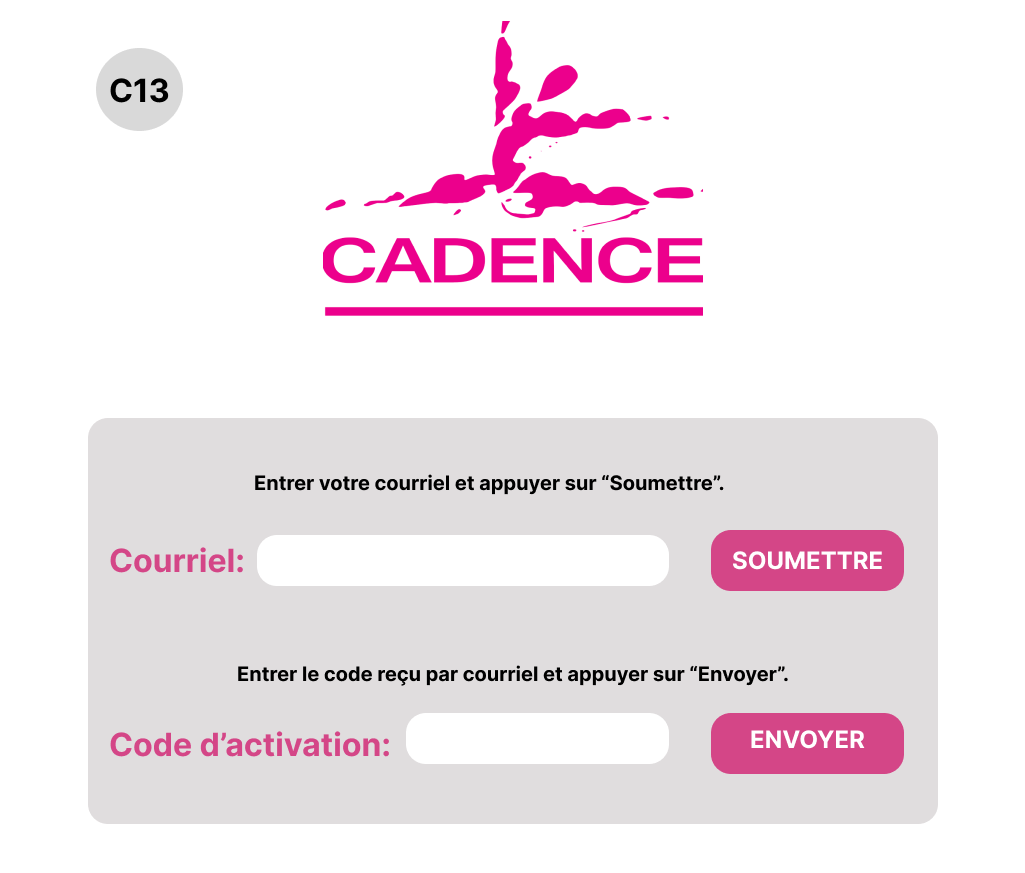 C13
CADENCE
Entrer votre courriel et appuyer sur “Soumettre”.
Courriel:
SOUMETTRE
Entrer le code reçu par courriel et appuyer sur “Envoyer”.
Code d’activation:
ENVOYER